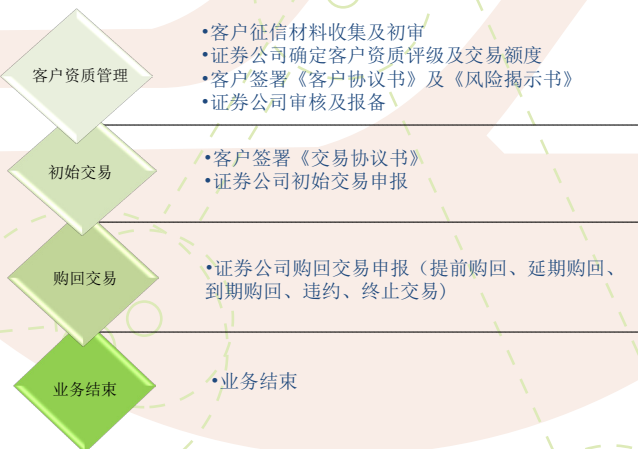 客户资质管理
•客户征信材料收集及初审
•证券公司确定客户资质评级及交易额度
•客户签署《客户协议书》及《风险揭示书》
•证券公司审核及报备
初始交易
•客户签署《交易协议书》
•证券公司初始交易申报
购回交易
•证券公司购回交易申报（提前购回、延期购回、
到期购回、违约、终止交易）
业务结束
•业务结束